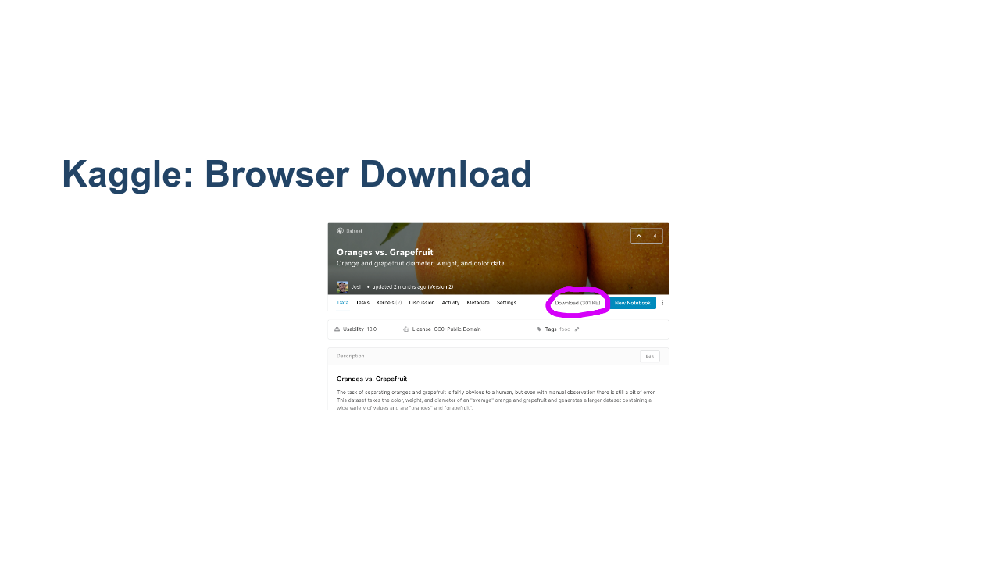 Kaggle: Browser Download
Dataset
4
Oranges vs. Grapefruit
Orange and grapefruit diameter, weight, and color data.
Josh • updated 2 months ago (Version 2)
Data Tasks Kernels (2) Discussion Activity Metadata Settings Download (301 KB) New Notebook
Usability 10.0 License CC0: Public Domain Tags food
Description Edit
Oranges vs. Grapefruit
The task of separating oranges and grapefruit is fairly obvious to a human, but even with manual observation there is still a bit of error.
This dataset takes the color, weight, and diameter of an "average" orange and grapefruit and generates a larger dataset containing a
wide variety of values and are "oranges" and "grapefruit".